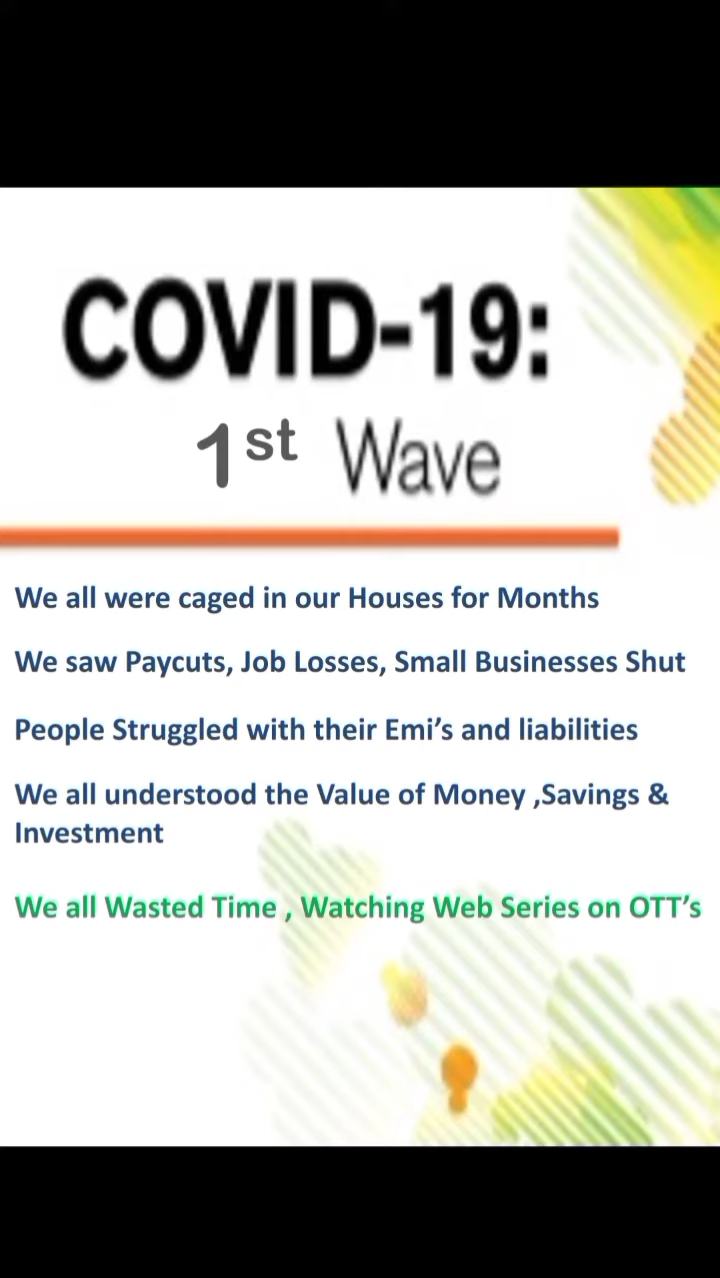 COVID-19:
1st Wave
We all were caged in our Houses for Months
We saw Paycuts, Job Losses, Small Businesses Shut
People Struggled with their Emi’s and liabilities
We all understood the Value of Money ,Savings &
Investment
We all Wasted Time , Watching Web Series on OTT’s